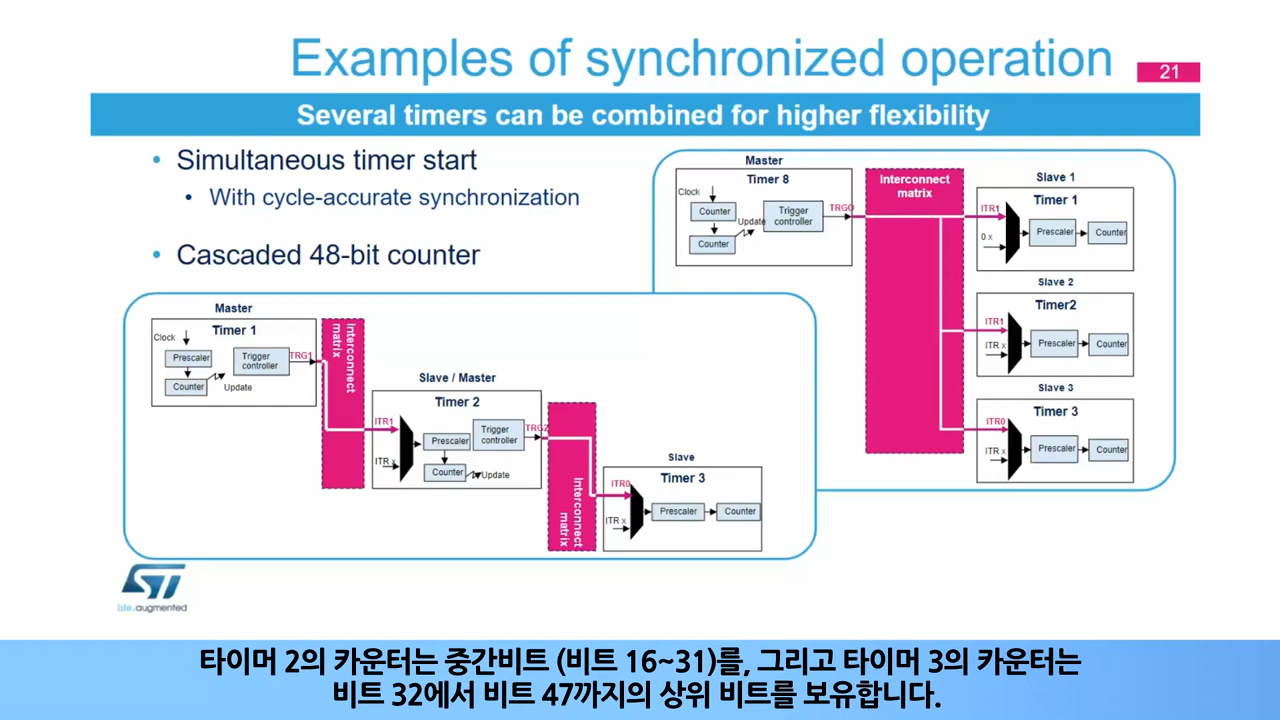 Examples of synchronized operation
21
Several timers can be combined for higher flexibility
• Simultaneous timer start
• With cycle-accurate synchronization
• Cascaded 48-bit counter
Master
Timer 8
Clock
Counter
Counter
Update
Trigger
controller
TRG0
Interconnect
matrix
Slave 1
Timer 1
ITR1
0 x
Prescaler
Counter
Slave 2
Timer2
ITR1
ITR x
Prescaler
Counter
Slave 3
Timer 3
ITR0
ITR x
Prescaler
Counter
Master
Timer 1
Clock
Prescaler
Counter
Update
Trigger
controller
TRG1
Interconnect
matrix
Slave / Master
Timer 2
ITR1
ITR x
Prescaler
Counter
Update
Trigger
controller
TRG2
Interconnect
matrix
Slave
Timer 3
ITR0
ITR x
Prescaler
Counter
ST
life.augmented
타이머 2의 카운터는 중간비트 (비트 16~31)를, 그리고 타이머 3의 카운터는
비트 32에서 비트 47까지의 상위 비트를 보유합니다.